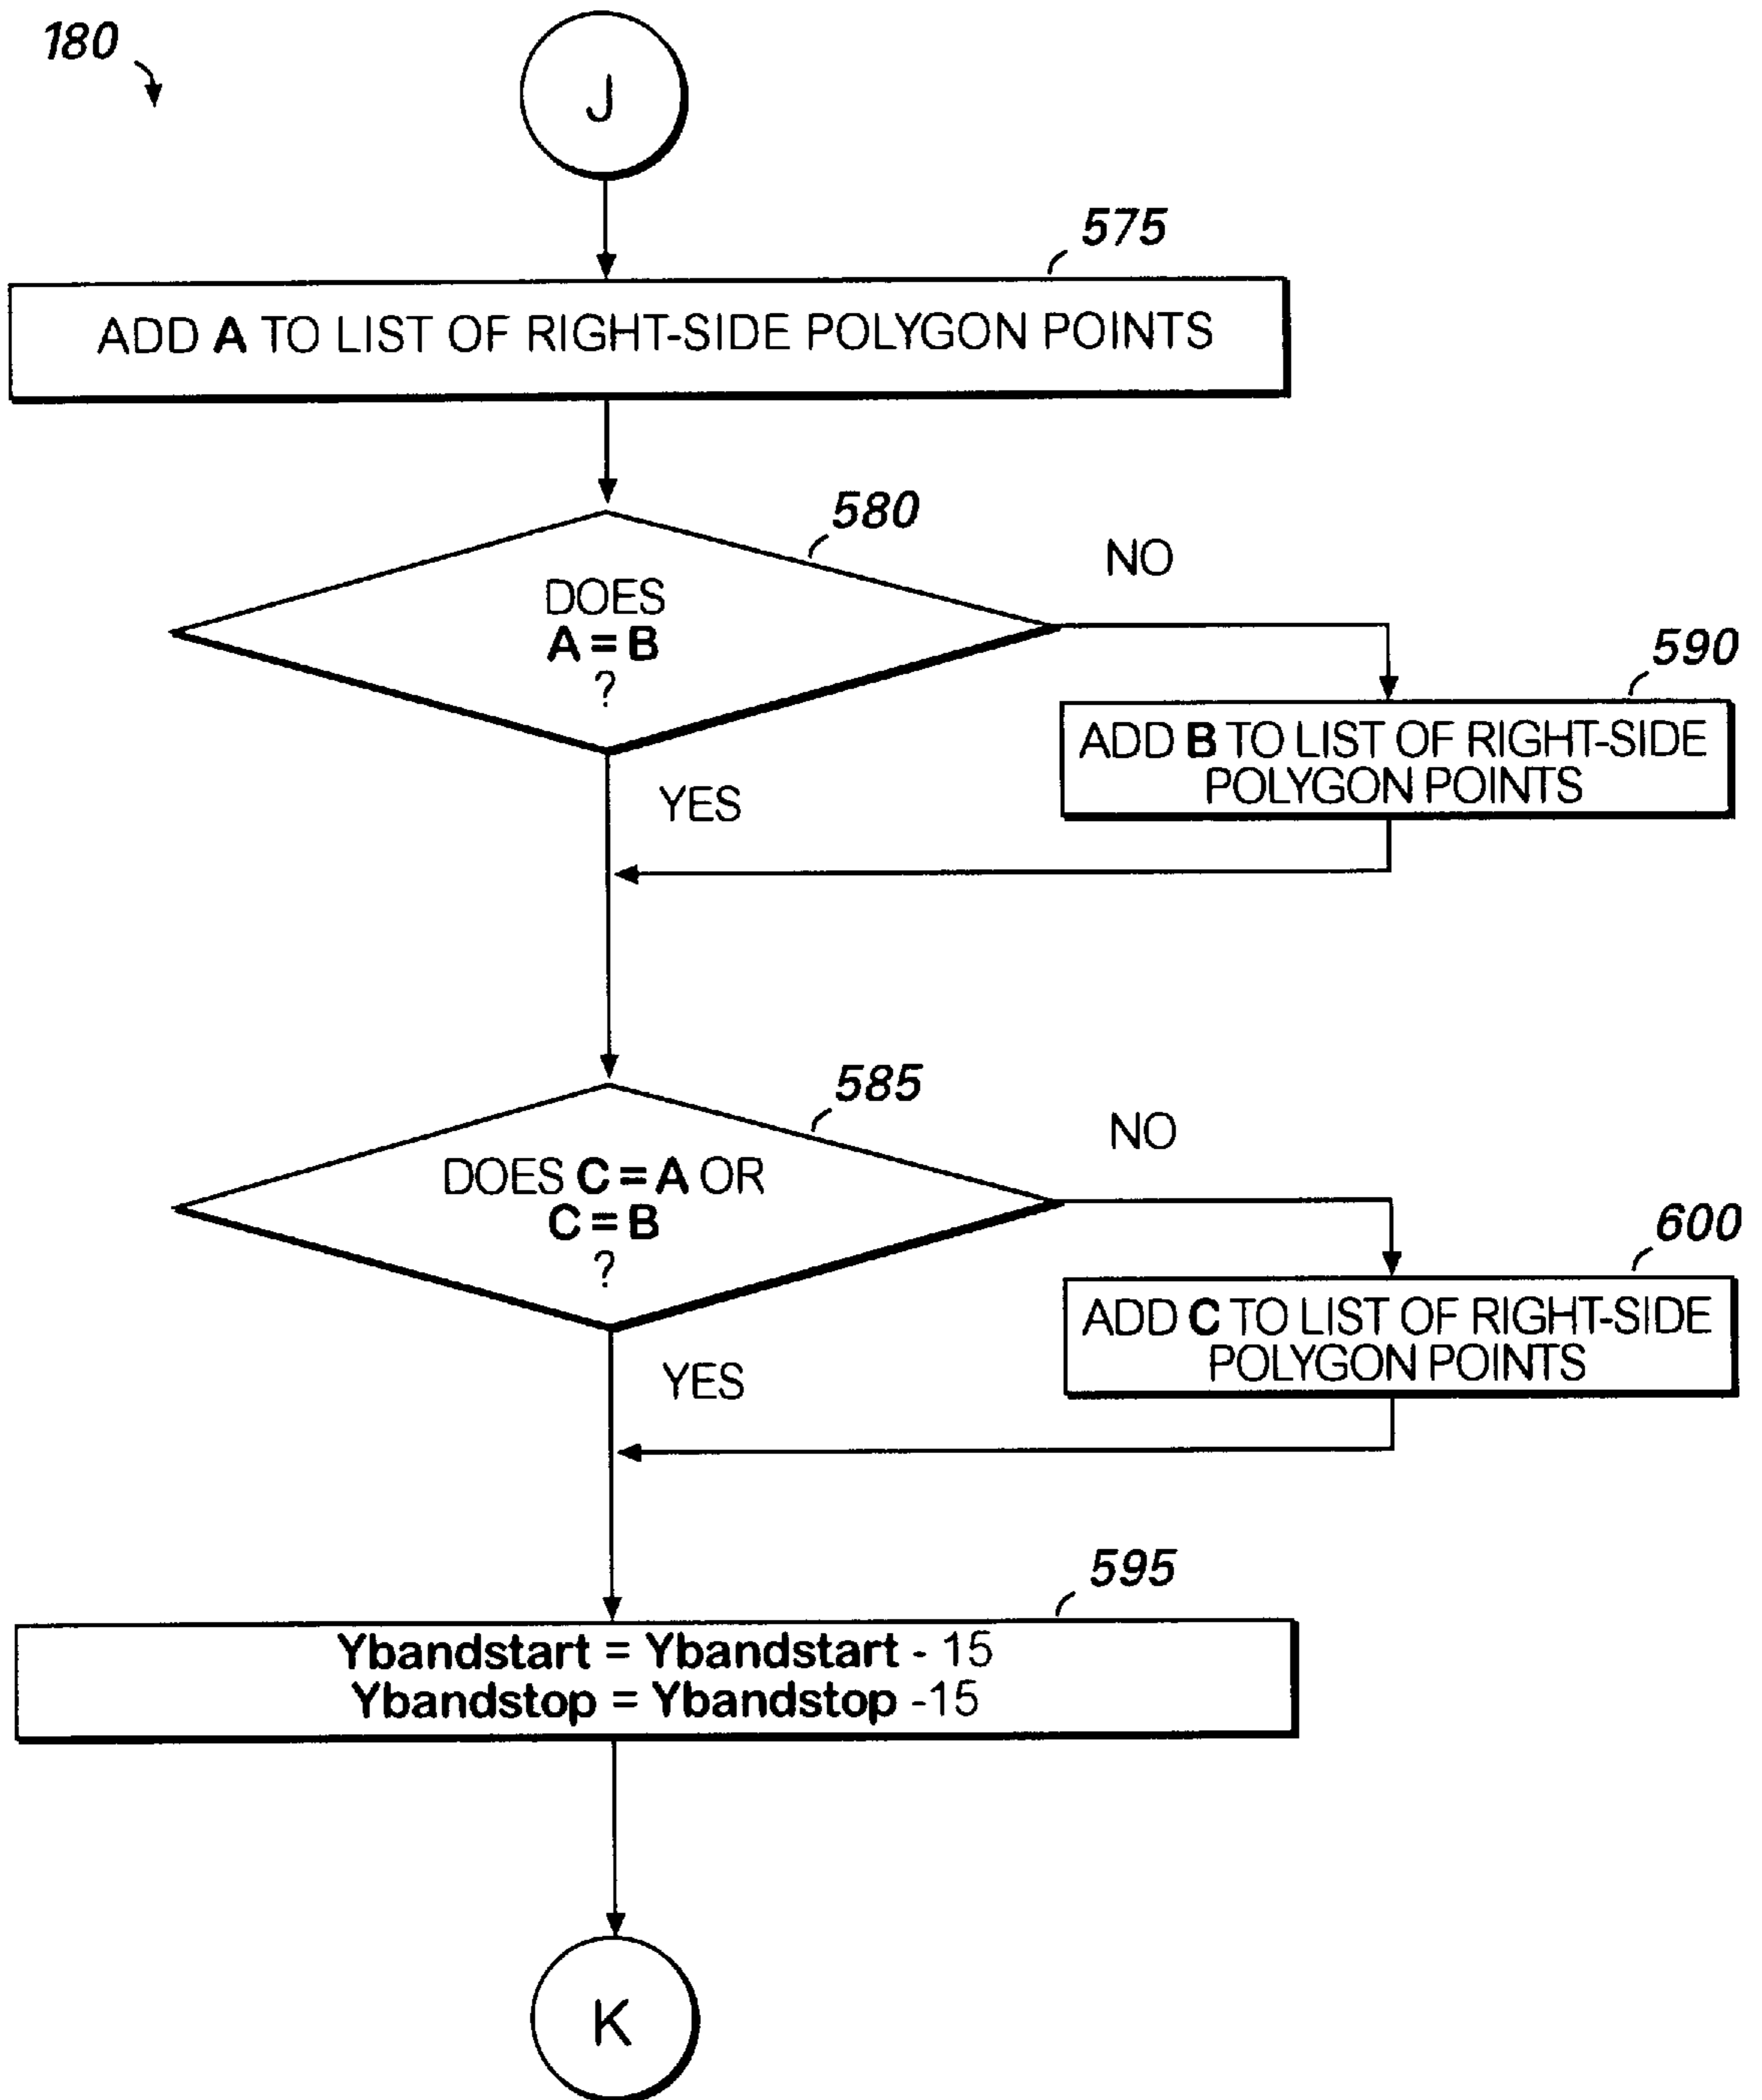 180
J
575
ADD A TO LIST OF RIGHT-SIDE POLYGON POINTS
580
DOES
A = B
?
NO
590
ADD B TO LIST OF RIGHT-SIDE
POLYGON POINTS
YES
585
DOES C = A OR
C = B
?
NO
600
ADD C TO LIST OF RIGHT-SIDE
POLYGON POINTS
YES
595
Ybandstart = Ybandstart - 15
Ybandstop = Ybandstop -15
K